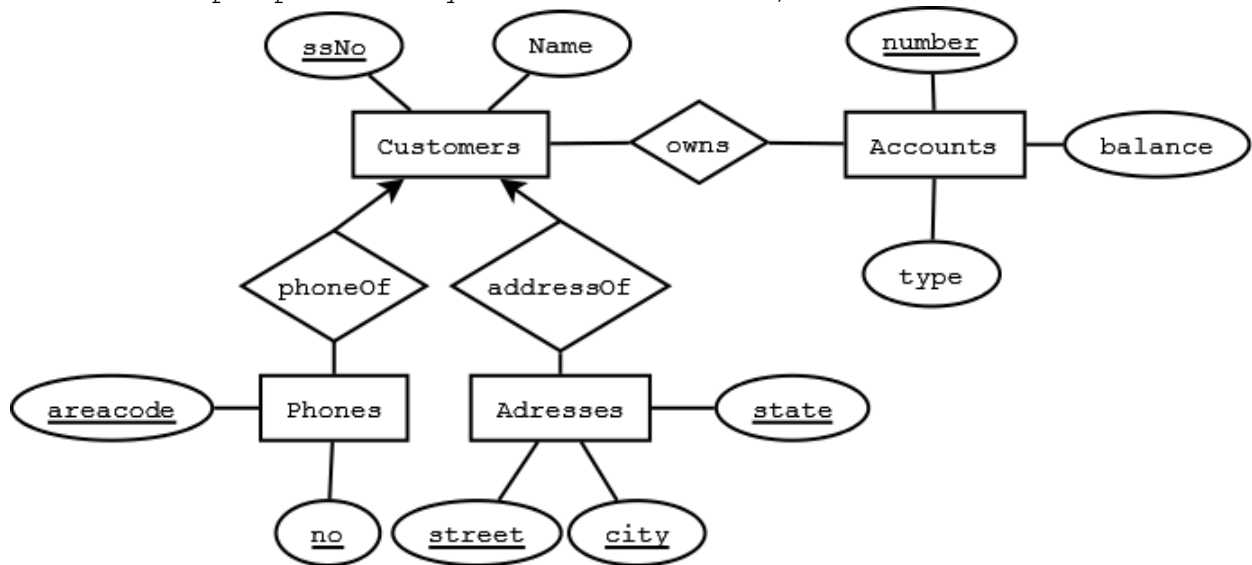 ssNo
Name
number
Customers
owns
Accounts
balance
type
phoneOf
addressOf
areacode
Phones
Adresses
state
no
street
city